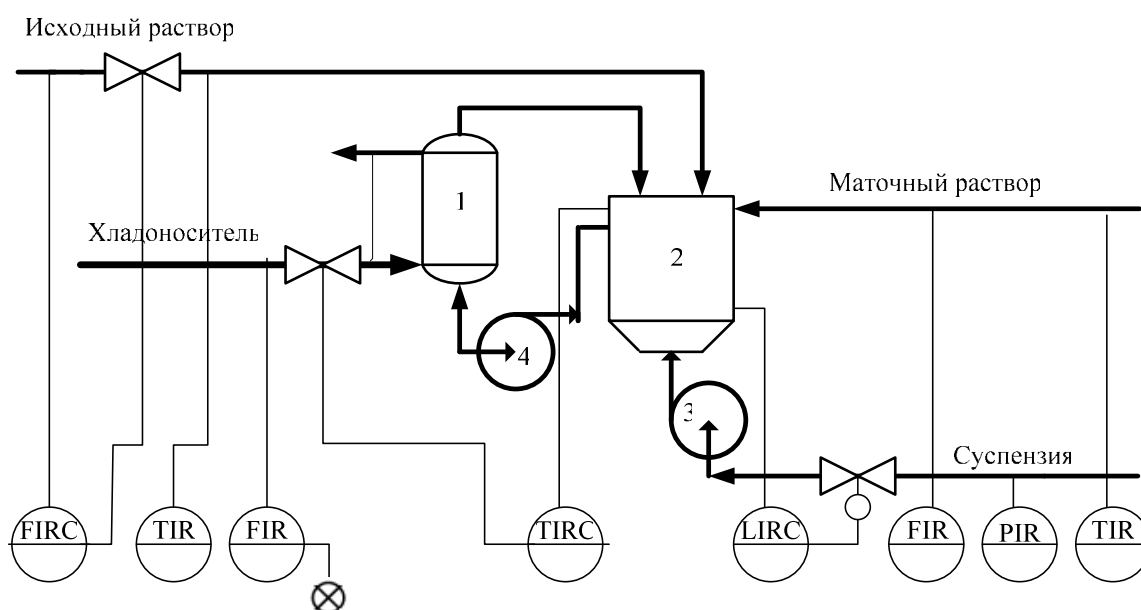 Исходный раствор
1
Маточный раствор
Хладоноситель
2
4
3
Суспензия
FIRC
TIR
FIR
TIRC
LIRC
FIR
PIR
TIR